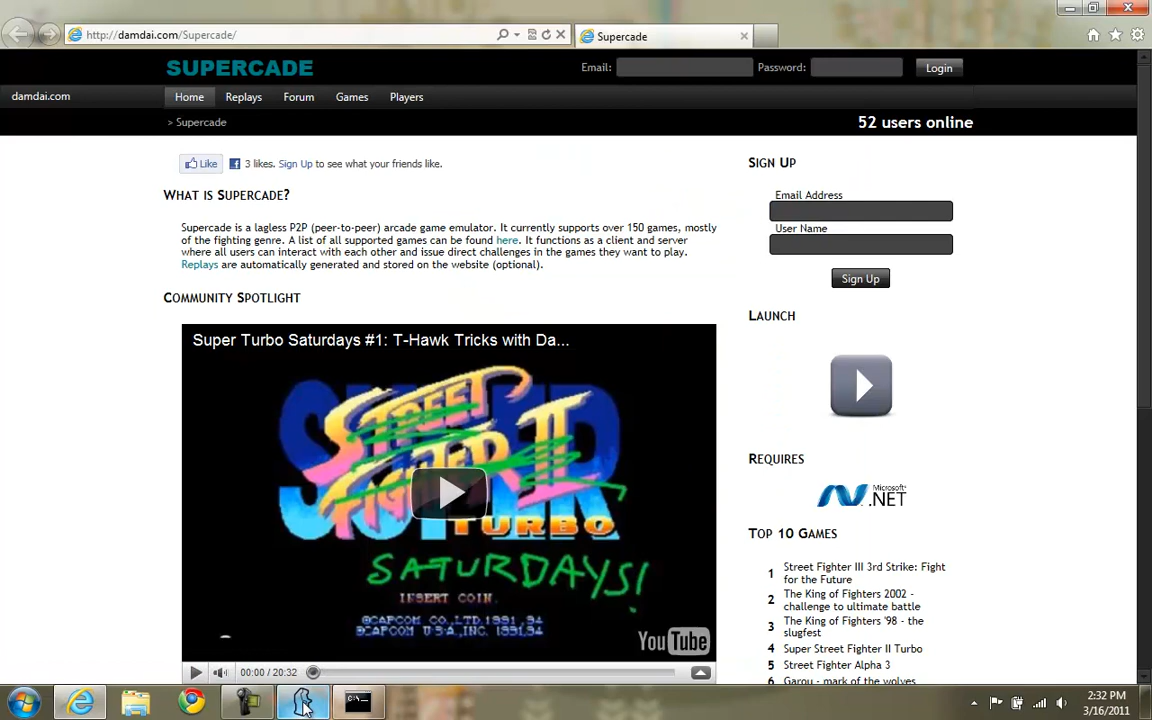 http://damdai.com/Supercade/
Supercade
SUPERCADE
Email:
Password:
Login
damdai.com
Home
Replays
Forum
Games
Players
> Supercade
52 users online
Like
3 likes. Sign Up to see what your friends like.
WHAT IS SUPERCADE?
Supercade is a lagless P2P (peer-to-peer) arcade game emulator. It currently supports over 150 games, mostly
of the fighting genre. A list of all supported games can be found here. It functions as a client and server
where all users can interact with each other and issue direct challenges in the games they want to play.
Replays are automatically generated and stored on the website (optional).
COMMUNITY SPOTLIGHT
Super Turbo Saturdays #1: T-Hawk Tricks with Da...
SUPER
STREET
FIGHTER II
TURBO
SATURDAYS!
INSERT COIN.
©CAPCOM CO.,LTD.1991,94
©CAPCOM U.S.A.,INC. 1991,94
YouTube
00:00 / 20:32
SIGN UP
Email Address
User Name
Sign Up
LAUNCH
REQUIRES
Microsoft
.NET
TOP 10 GAMES
1 Street Fighter III 3rd Strike: Fight
for the Future
2 The King of Fighters 2002 -
challenge to ultimate battle
3 The King of Fighters '98 - the
slugfest
4 Super Street Fighter II Turbo
5 Street Fighter Alpha 3
6 Garou - mark of the wolves
C:\
2:32 PM
3/16/2011